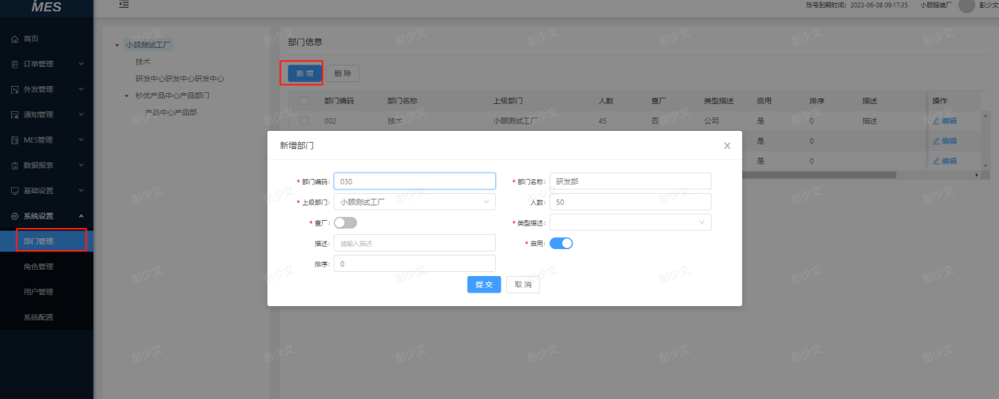 MES
账号到期时间：2023-06-08 09:17:35 小顾服装厂 彭少文
首页
订单管理
外发管理
通知管理
MES管理
数据报表
基础设置
系统设置
部门管理
角色管理
用户管理
系统配置
小顾测试工厂
技术
研发中心研发中心研发中心
秒优产品中心产品部门
产品中心产品部
部门信息
新增 删除
部门编码 部门名称 上级部门 人数 查厂 类型描述 启用 排序 描述 操作
002 技术 小顾测试工厂 45 否 公司 是 0 描述 编辑
是 0 编辑
是 0 编辑
新增部门
* 部门编码： 030 * 部门名称： 研发部
* 上级部门： 小顾测试工厂 人数： 50
* 查厂： * 类型描述：
描述： 请输入描述 * 启用：
排序： 0
提交 取消
彭少文